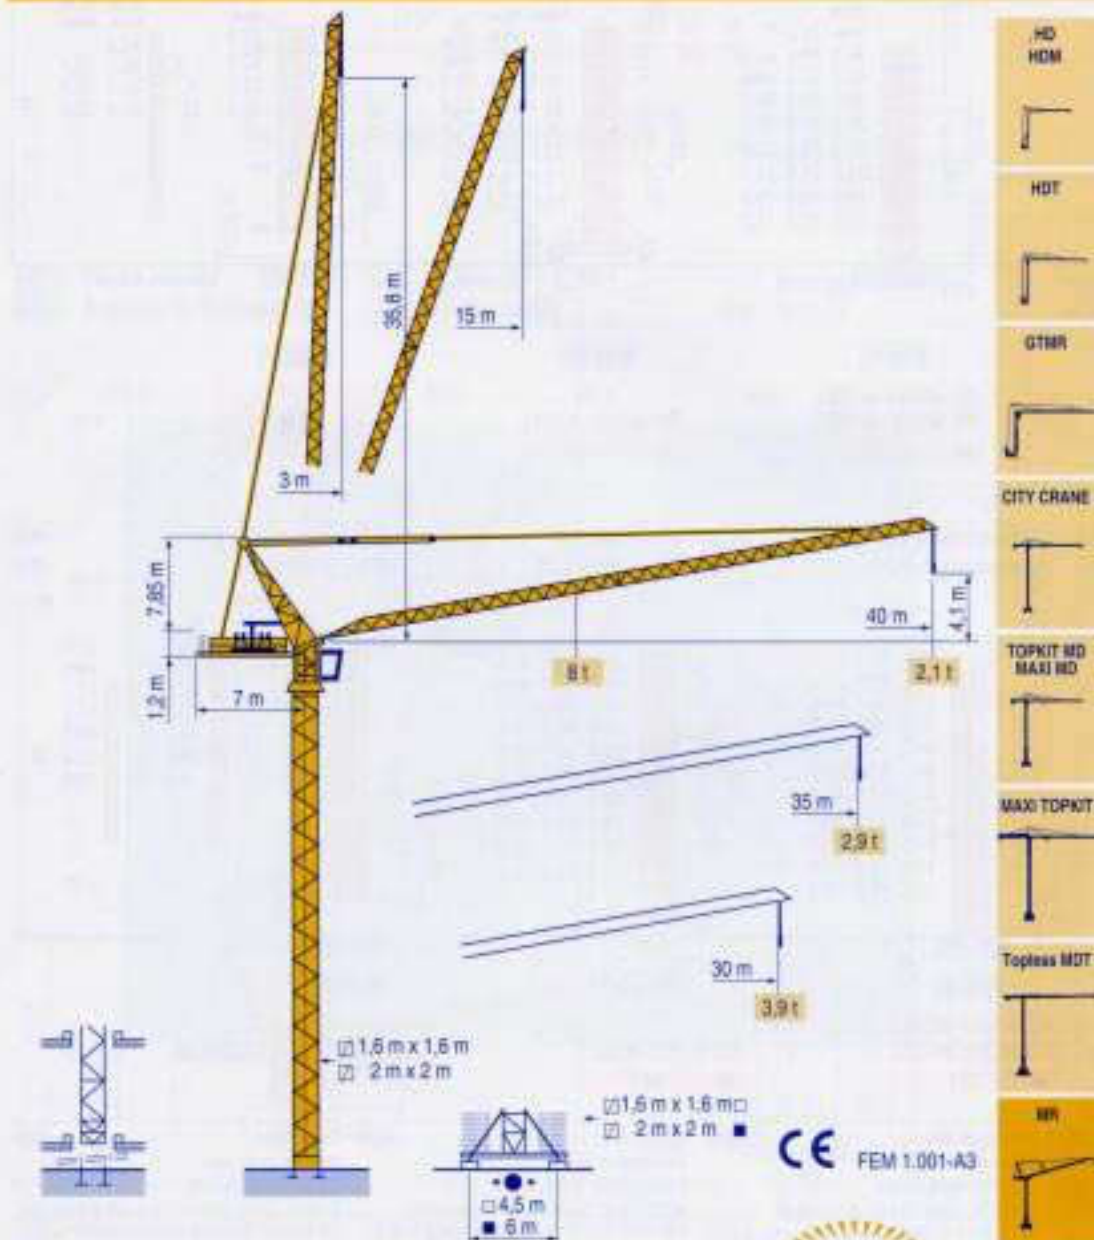 HD
HDM
HDT
GTMR
CITY CRANE
TOPKIT MD
MAXI MD
MAXI TOPKIT
Topless MDT
MR
15 m
3 m
7,85 m
1,2 m
7 m
40 m
4,1 m
8 t
2,1 t
35 m
2,9 t
30 m
3,9 t
1,6 m x 1,6 m
2 m x 2 m
1,6 m x 1,6 m □
2 m x 2 m ■
□ 4,5 m
■ 6 m
CE
FEM 1.001-A3